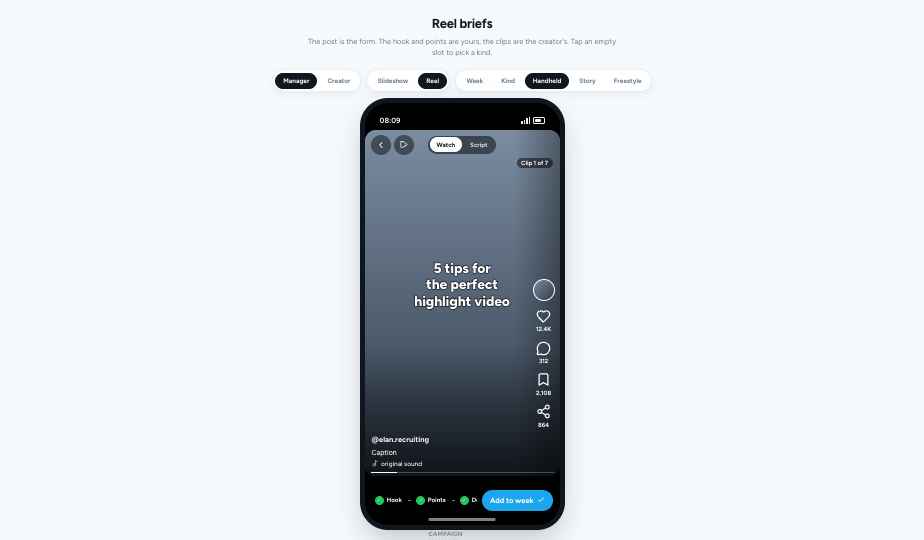 Reel briefs
The post is the form. The hook and points are yours, the clips are the creator's. Tap an empty
slot to pick a kind.
Manager Creator Slideshow Reel Week Kind Handheld Story Freestyle
08:09
Watch Script
Clip 1 of 7
5 tips for
the perfect
highlight video
12.4K
312
2,108
864
@elan.recruiting
Caption
original sound
Hook – Points – D Add to week
CAMPAIGN